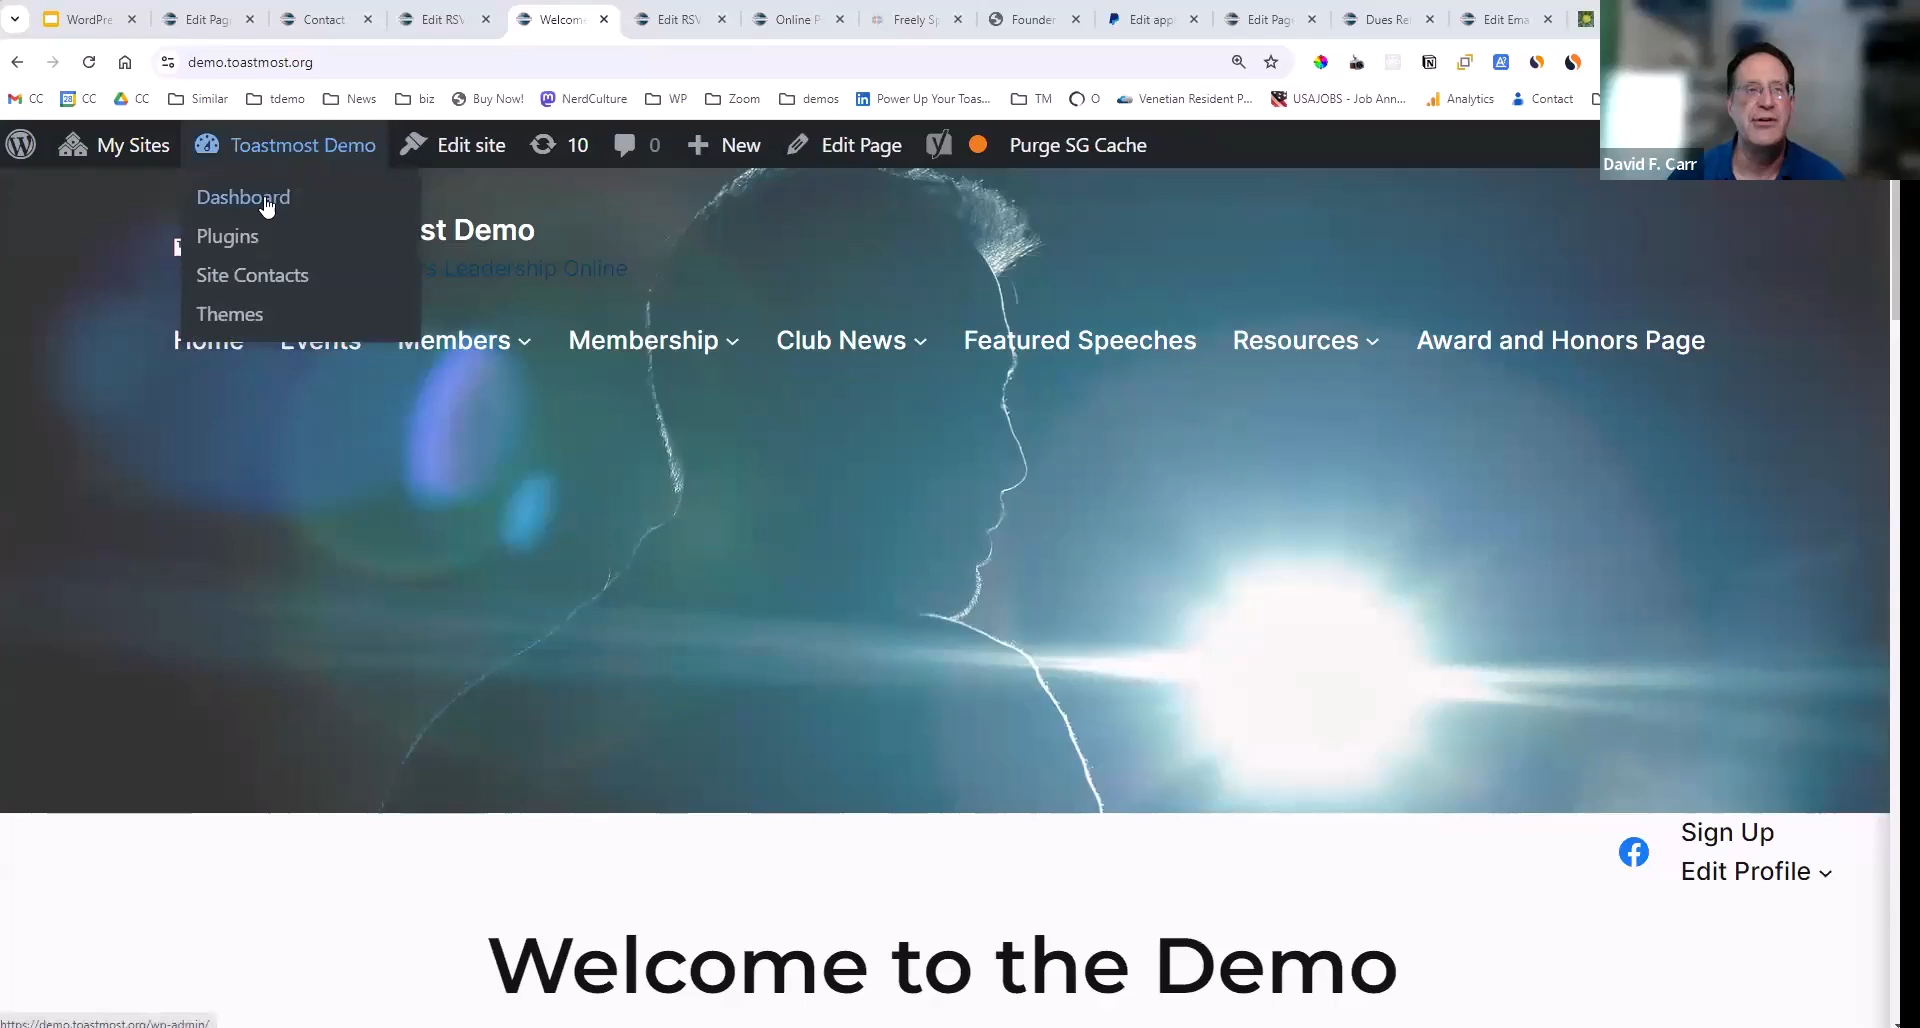 WordPre
Edit Pag
Contact
Edit RSV
Welcom
Edit RSV
Online P
Freely Sp
Founder
Edit app
Edit Pag
Dues Re
Edit Ema
demo.toastmost.org
CC
CC
CC
Similar
tdemo
News
biz
Buy Now!
NerdCulture
WP
Zoom
demos
Power Up Your Toas...
TM
O
Venetian Resident P...
USAJOBS - Job Ann...
Analytics
Contact
My Sites
Toastmost Demo
Edit site
10
0
New
Edit Page
Purge SG Cache
David F. Carr
Dashboard
Plugins
Site Contacts
Themes
st Demo
s Leadership Online
Home
Events
Members
Membership
Club News
Featured Speeches
Resources
Award and Honors Page
Sign Up
Edit Profile
Welcome to the Demo
https://demo.toastmost.org/wp-admin/